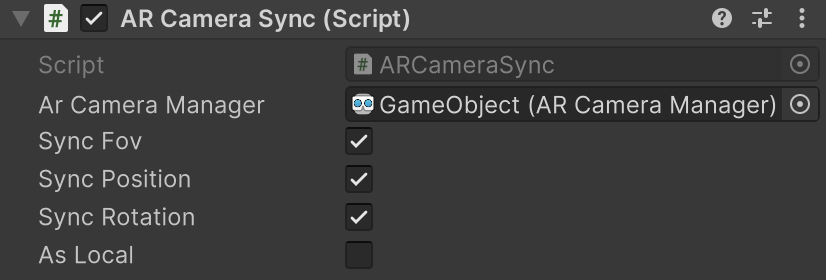 # AR Camera Sync (Script)
Script # ARCameraSync
Ar Camera Manager GameObject (AR Camera Manager)
Sync Fov
Sync Position
Sync Rotation
As Local